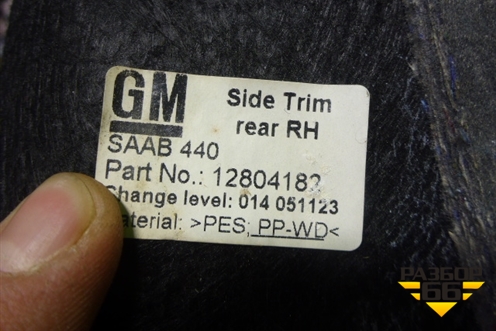 GM
Side Trim
rear RH
SAAB 440
Part No.: 12804182
Change level: 014 051123
aterial: >PES; PP-WD<
РАЗБОР
66